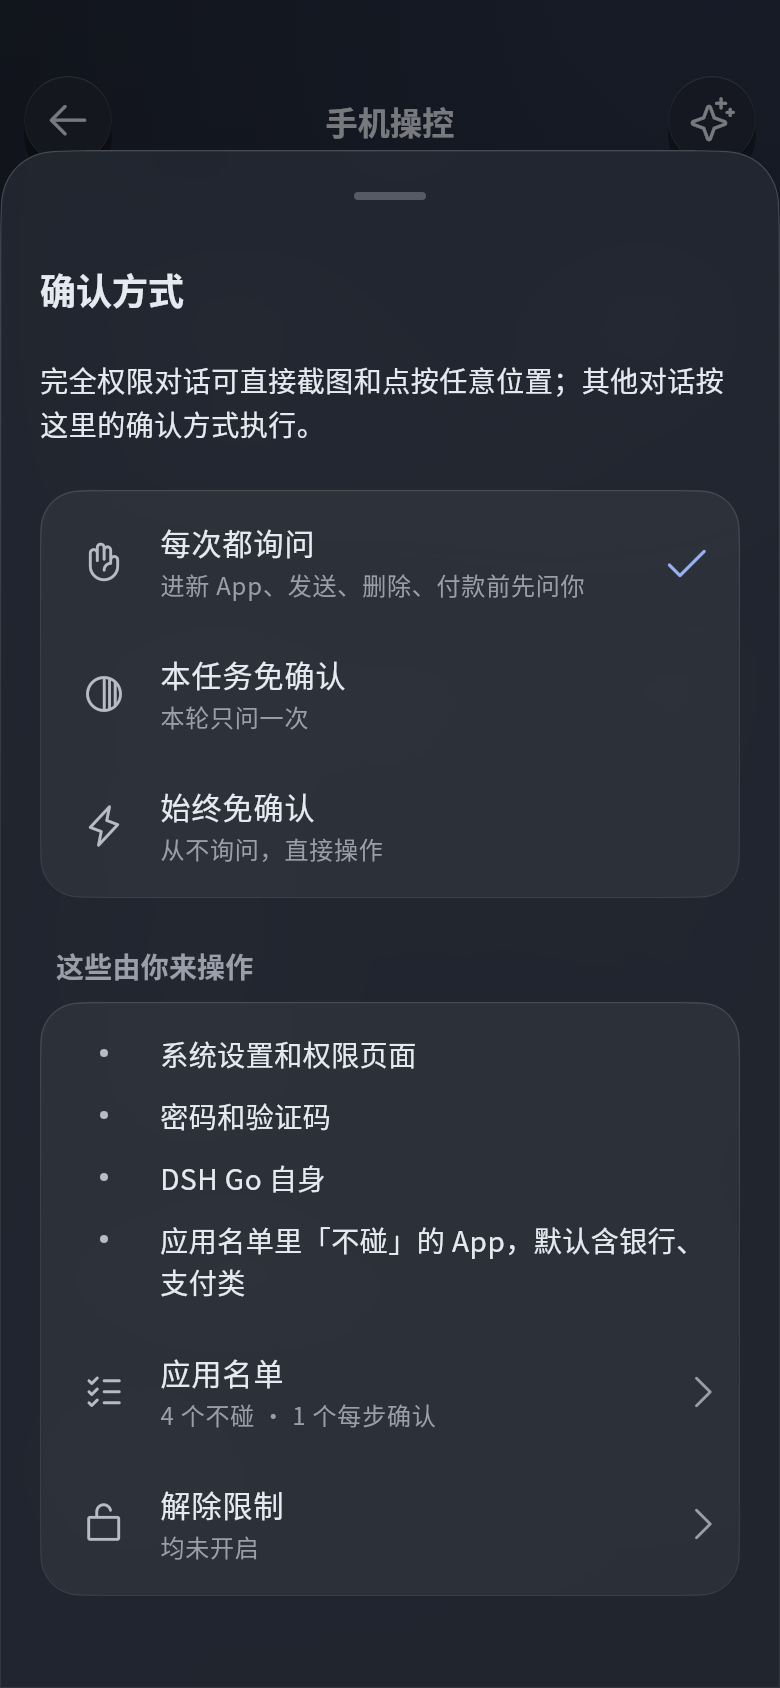 手机操控
确认方式
完全权限对话可直接截图和点按任意位置；其他对话按
这里的确认方式执行。
每次都询问
进新 App、发送、删除、付款前先问你
本任务免确认
本轮只问一次
始终免确认
从不询问，直接操作
这些由你来操作
• 系统设置和权限页面
• 密码和验证码
• DSH Go 自身
• 应用名单里「不碰」的 App，默认含银行、
支付类
应用名单
4 个不碰 · 1 个每步确认
解除限制
均未开启